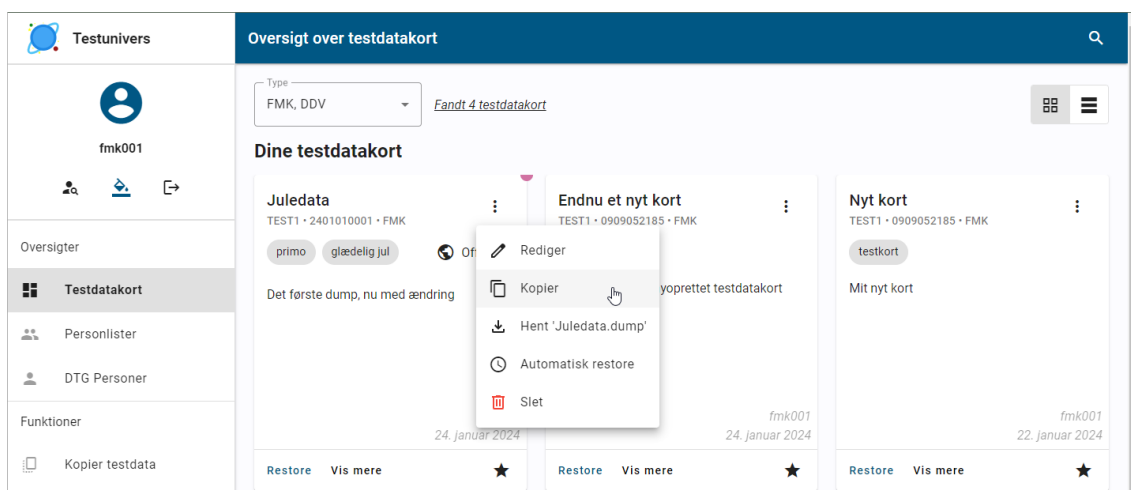 Testunivers
Oversigt over testdatakort
fmk001
Oversigter
Testdatakort
Personlister
DTG Personer
Funktioner
Kopier testdata
Type
FMK, DDV
Fandt 4 testdatakort
Dine testdatakort
Juledata
TEST1 • 2401010001 • FMK
primo
glædelig jul
Of
Det første dump, nu med ændring
24. januar 2024
Restore
Vis mere
Rediger
Kopier
Hent 'Juledata.dump'
Automatisk restore
Slet
Endnu et nyt kort
TEST1 • 0909052185 • FMK
yoprettet testdatakort
fmk001
24. januar 2024
Restore
Vis mere
Nyt kort
TEST1 • 0909052185 • FMK
testkort
Mit nyt kort
fmk001
22. januar 2024
Restore
Vis mere